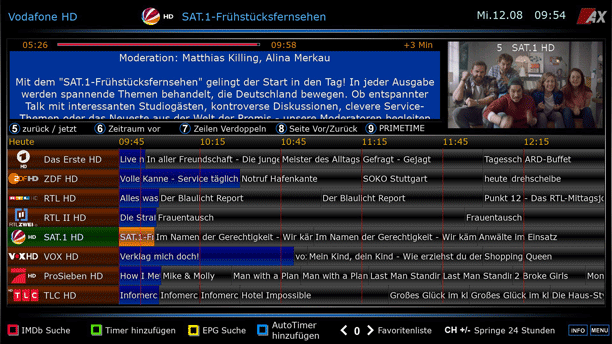 Vodafone HD
HD SAT.1-Frühstücksfernsehen
Mi.12.08 09:54
AX
05:26 09:58 +3 Min
5 SAT.1 HD
Moderation: Matthias Killing, Alina Merkau
Mit dem "SAT.1-Frühstücksfernsehen" gelingt der Start in den Tag! In jeder Ausgabe
werden spannende Themen behandelt, die Deutschland bewegen. Ob entspannter
Talk mit interessanten Studiogästen, kontroverse Diskussionen, clevere Service-
Themen oder das Neueste aus der Welt der Promis - unsere Moderatoren begleiten
5 zurück / jetzt 6 Zeitraum vor 7 Zeilen Verdoppeln 8 Seite Vor/Zurück 9 PRIMETIME
Heute 09:45 10:15 10:45 11:15 11:45 12:15
Das Erste HD Live n In aller Freundschaft - Die junge Meister des Alltags Gefragt - Gejagt Tagessch ARD-Buffet
ZDF HD Volle Kanne - Service täglich Notruf Hafenkante SOKO Stuttgart heute drehscheibe
RTL HD Alles was Der Blaulicht Report Der Blaulicht Report Punkt 12 - Das RTL-Mittagsjo
RTL II HD Die Stral Frauentausch Frauentausch
SAT.1 HD SAT.1-Fr Im Namen der Gerechtigkeit - Wir kär Im Namen der Gerechtigkeit - Wir käm Anwälte im Einsatz
VOX HD Verklag mich doch! vo: Mein Kind, dein Kind - Wie erziehst du der Shopping Queen
ProSieben HD How I Me Mike & Molly Man with a Plan Man with a Plan Last Man Standin Last Man Standi 2 Broke Girls Mom
TLC HD Infomerc Infomerc Infomerc Hotel Impossible Großes Glück im kl Großes Glück im kl Die Haus-Sty
IMDb Suche Timer hinzufügen EPG Suche AutoTimer hinzufügen 0 Favoritenliste CH +/- Springe 24 Stunden INFO MENU